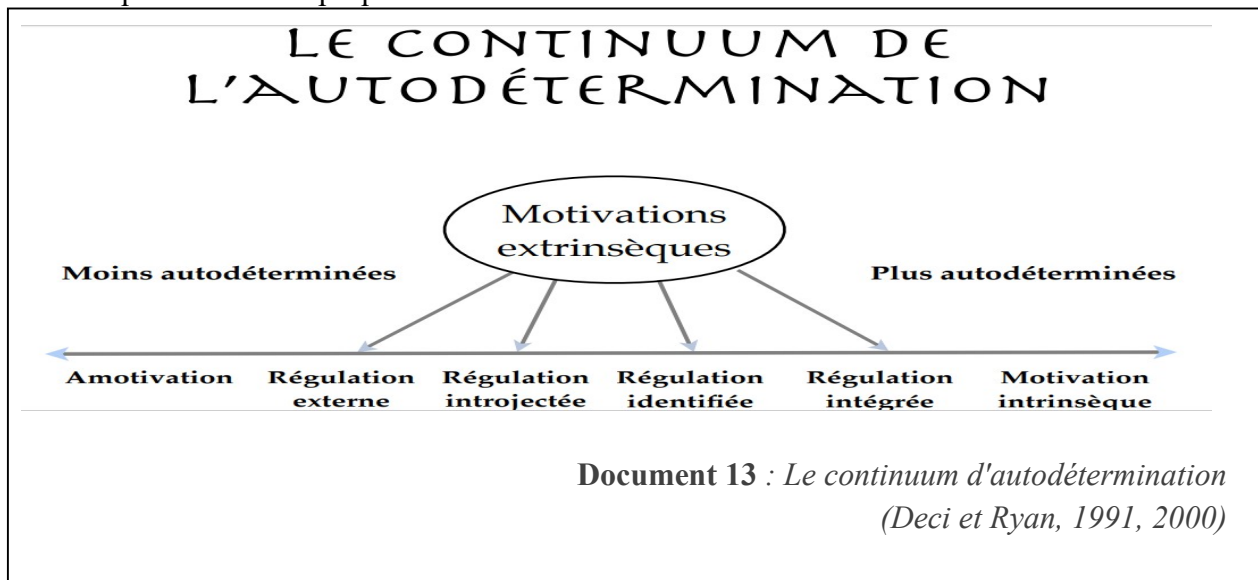 LE CONTINUUM DE
L'AUTODÉTERMINATION
Motivations
extrinsèques
Moins autodéterminées
Plus autodéterminées
Amotivation
Régulation
externe
Régulation
introjectée
Régulation
identifiée
Régulation
intégrée
Motivation
intrinsèque
Document 13 : Le continuum d'autodétermination
(Deci et Ryan, 1991, 2000)